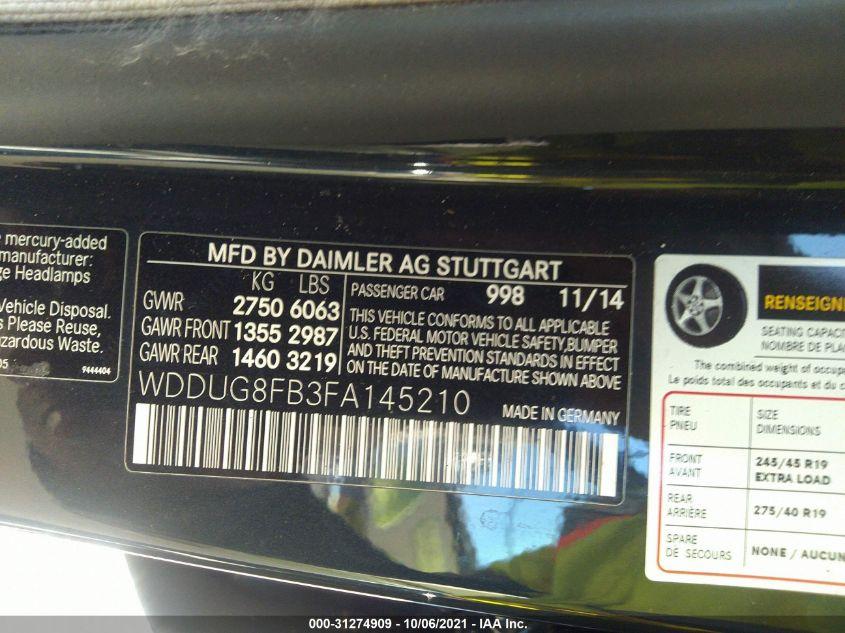 e mercury-added
manufacturer:
ge Headlamps
Vehicle Disposal.
s Please Reuse,
azardous Waste.
05 9444404
MFD BY DAIMLER AG STUTTGART
KG LBS
GVWR 2750 6063
GAWR FRONT 1355 2987
GAWR REAR 1460 3219
PASSENGER CAR 998 11/14
THIS VEHICLE CONFORMS TO ALL APPLICABLE
U.S. FEDERAL MOTOR VEHICLE SAFETY, BUMPER
AND THEFT PREVENTION STANDARDS IN EFFECT
ON THE DATE OF MANUFACTURE SHOWN ABOVE
WDDUG8FB3FA145210 MADE IN GERMANY
RENSEIGN
SEATING CAPACI
NOMBRE DE PLA
The combined weight of occup
Le poids total des occupants et du c
TIRE SIZE
PNEU DIMENSIONS
FRONT 245/45 R19
AVANT EXTRA LOAD
REAR
ARRIÈRE 275/40 R19
SPARE
DE SECOURS NONE / AUCUN
000-31274909 - 10/06/2021 - IAA Inc.